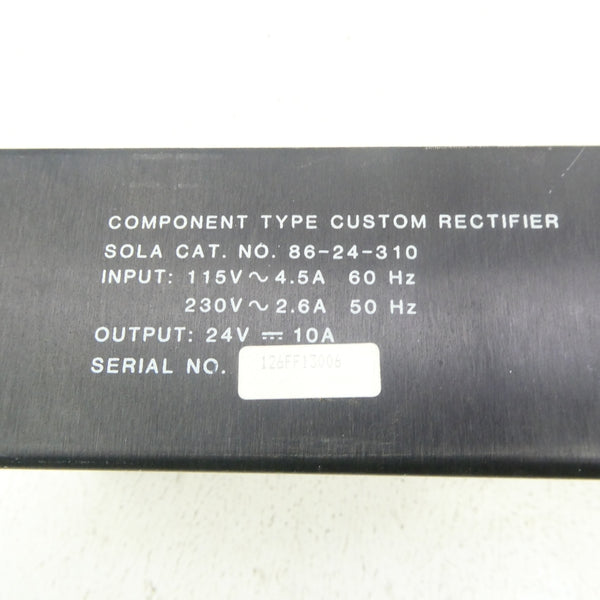 COMPONENT TYPE CUSTOM RECTIFIER
SOLA CAT. NO. 86-24-310
INPUT: 115V ~ 4.5A 60 Hz
230V ~ 2.6A 50 Hz
OUTPUT: 24V ⎓ 10A
SERIAL NO.